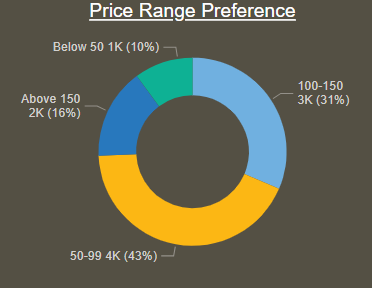 Price Range Preference
Below 50 1K (10%)
100-150
3K (31%)
Above 150
2K (16%)
50-99 4K (43%)